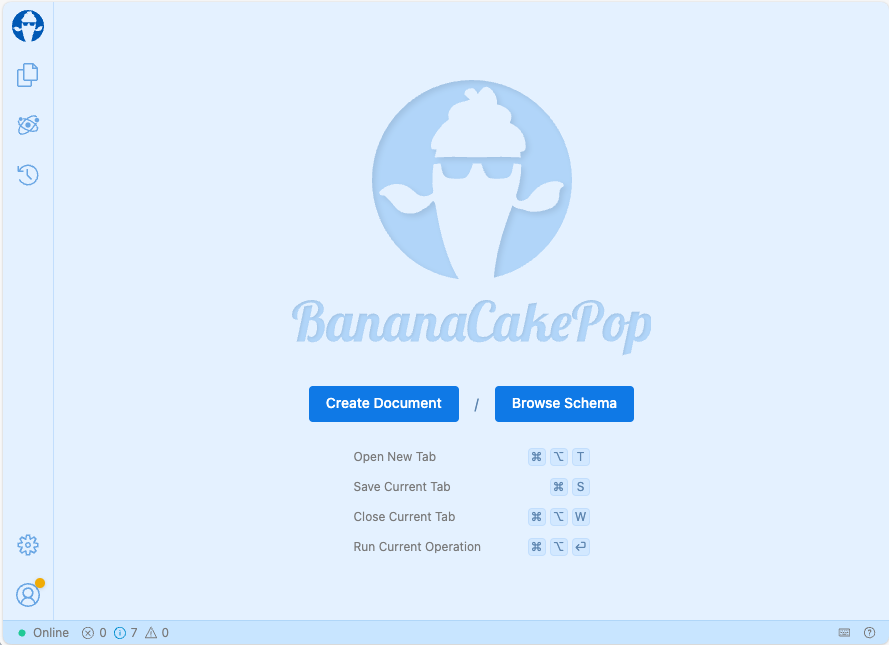 BananaCakePop
Create Document / Browse Schema
Open New Tab ⌘ ⌥ T
Save Current Tab ⌘ S
Close Current Tab ⌘ ⌥ W
Run Current Operation ⌘ ⌥ ↩
Online 0 7 0